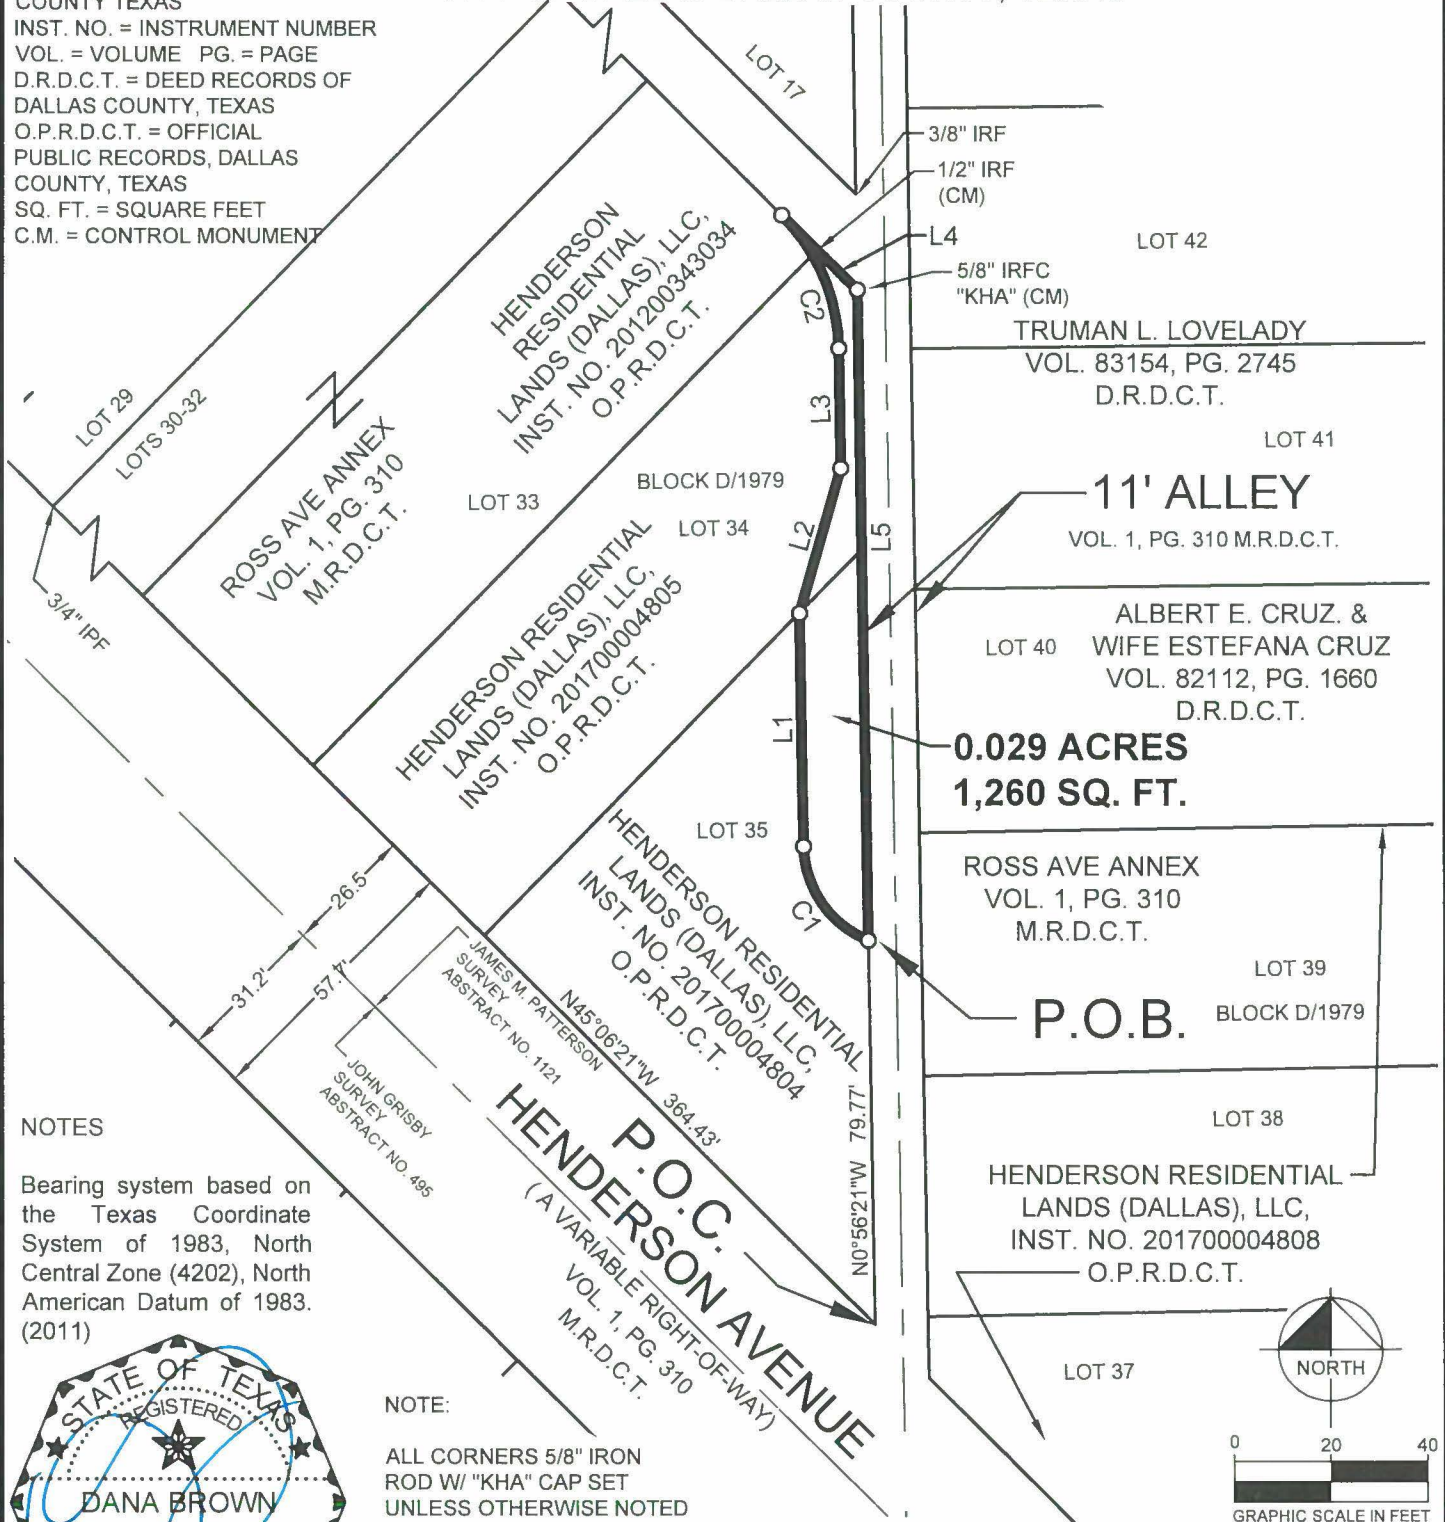 COUNTY TEXAS
INST. NO. = INSTRUMENT NUMBER
VOL. = VOLUME PG. = PAGE
D.R.D.C.T. = DEED RECORDS OF
DALLAS COUNTY, TEXAS
O.P.R.D.C.T. = OFFICIAL
PUBLIC RECORDS, DALLAS
COUNTY, TEXAS
SQ. FT. = SQUARE FEET
C.M. = CONTROL MONUMENT
LOT 17
3/8" IRF
1/2" IRF
(CM)
L4
5/8" IRFC
"KHA" (CM)
LOT 42
TRUMAN L. LOVELADY
VOL. 83154, PG. 2745
D.R.D.C.T.
LOT 41
11' ALLEY
VOL. 1, PG. 310 M.R.D.C.T.
HENDERSON
RESIDENTIAL
LANDS (DALLAS), LLC,
INST. NO. 201200343034
O.P.R.D.C.T.
C2
L3
L2
L5
L1
C1
LOT 29
LOTS 30-32
3/4" IPF
ROSS AVE ANNEX
VOL. 1, PG. 310
M.R.D.C.T.
LOT 33
BLOCK D/1979
LOT 34
HENDERSON RESIDENTIAL
LANDS (DALLAS), LLC,
INST. NO. 201700004805
O.P.R.D.C.T.
LOT 40
ALBERT E. CRUZ. &
WIFE ESTEFANA CRUZ
VOL. 82112, PG. 1660
D.R.D.C.T.
0.029 ACRES
1,260 SQ. FT.
LOT 35
HENDERSON RESIDENTIAL
LANDS (DALLAS), LLC,
INST. NO. 201700004804
O.P.R.D.C.T.
ROSS AVE ANNEX
VOL. 1, PG. 310
M.R.D.C.T.
LOT 39
BLOCK D/1979
P.O.B.
26.5'
31.2'
57.7'
JAMES M. PATTERSON
SURVEY
ABSTRACT NO. 1121
JOHN GRISBY
SURVEY
ABSTRACT NO. 495
N45°06'21"W 364.43'
N0°56'21"W 79.77'
P.O.C.
HENDERSON AVENUE
( A VARIABLE RIGHT-OF-WAY)
VOL. 1, PG. 310
M.R.D.C.T.
LOT 38
HENDERSON RESIDENTIAL
LANDS (DALLAS), LLC,
INST. NO. 201700004808
O.P.R.D.C.T.
LOT 37
NORTH
0 20 40
GRAPHIC SCALE IN FEET
NOTES
Bearing system based on
the Texas Coordinate
System of 1983, North
Central Zone (4202), North
American Datum of 1983.
(2011)
STATE OF TEXAS
REGISTERED
DANA BROWN
NOTE:
ALL CORNERS 5/8" IRON
ROD W/ "KHA" CAP SET
UNLESS OTHERWISE NOTED